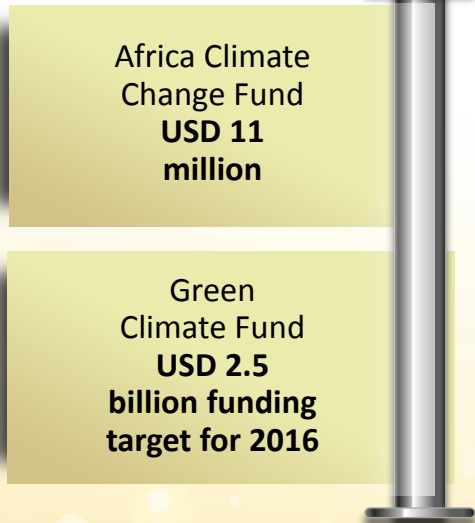 Africa Climate
Change Fund
USD 11
million
Green
Climate Fund
USD 2.5
billion funding
target for 2016